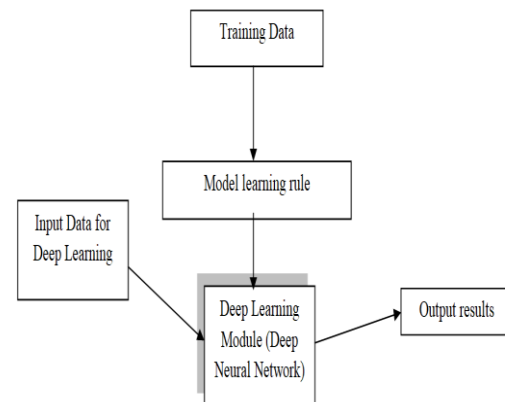 Training Data
Model learning rule
Input Data for
Deep Learning
Deep Learning
Module (Deep
Neural Network)
Output results